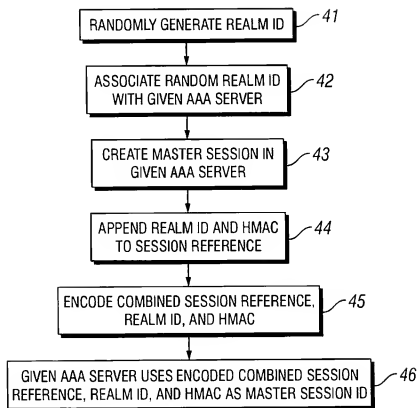 RANDOMLY GENERATE REALM ID
41
ASSOCIATE RANDOM REALM ID
WITH GIVEN AAA SERVER
42
CREATE MASTER SESSION IN
GIVEN AAA SERVER
43
APPEND REALM ID AND HMAC
TO SESSION REFERENCE
44
ENCODE COMBINED SESSION REFERENCE,
REALM ID, AND HMAC
45
GIVEN AAA SERVER USES ENCODED COMBINED SESSION
REFERENCE, REALM ID, AND HMAC AS MASTER SESSION ID
46